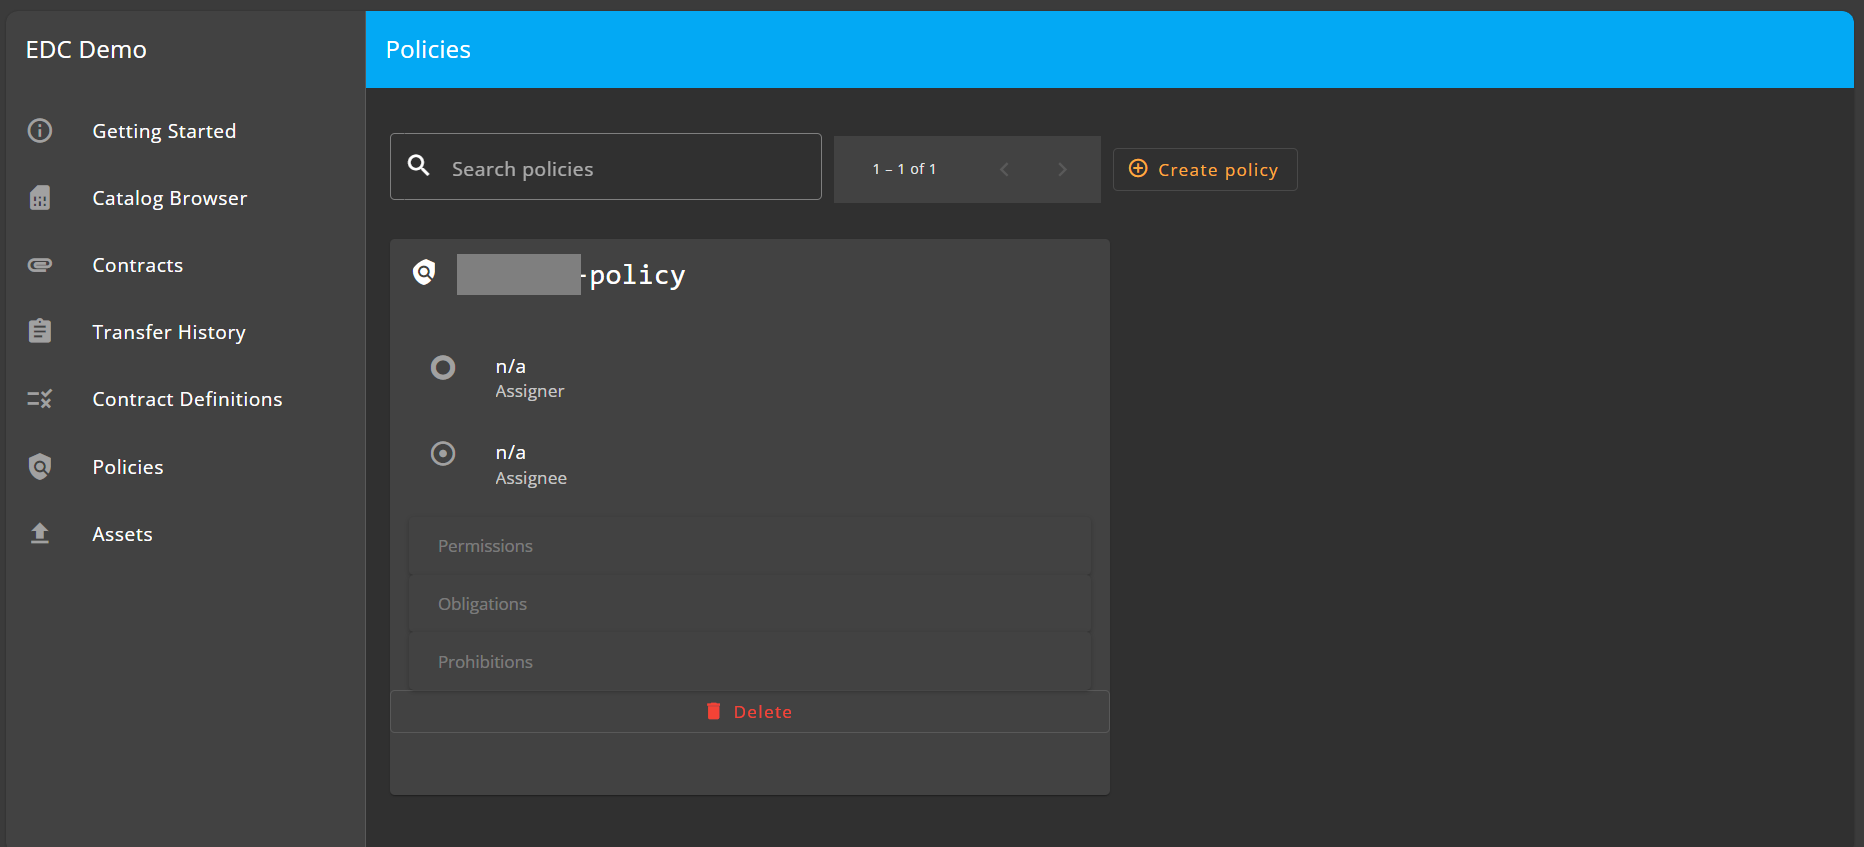 EDC Demo
Getting Started
Catalog Browser
Contracts
Transfer History
Contract Definitions
Policies
Assets
Policies
Search policies
1 – 1 of 1
Create policy
-policy
n/a
Assigner
n/a
Assignee
Permissions
Obligations
Prohibitions
Delete